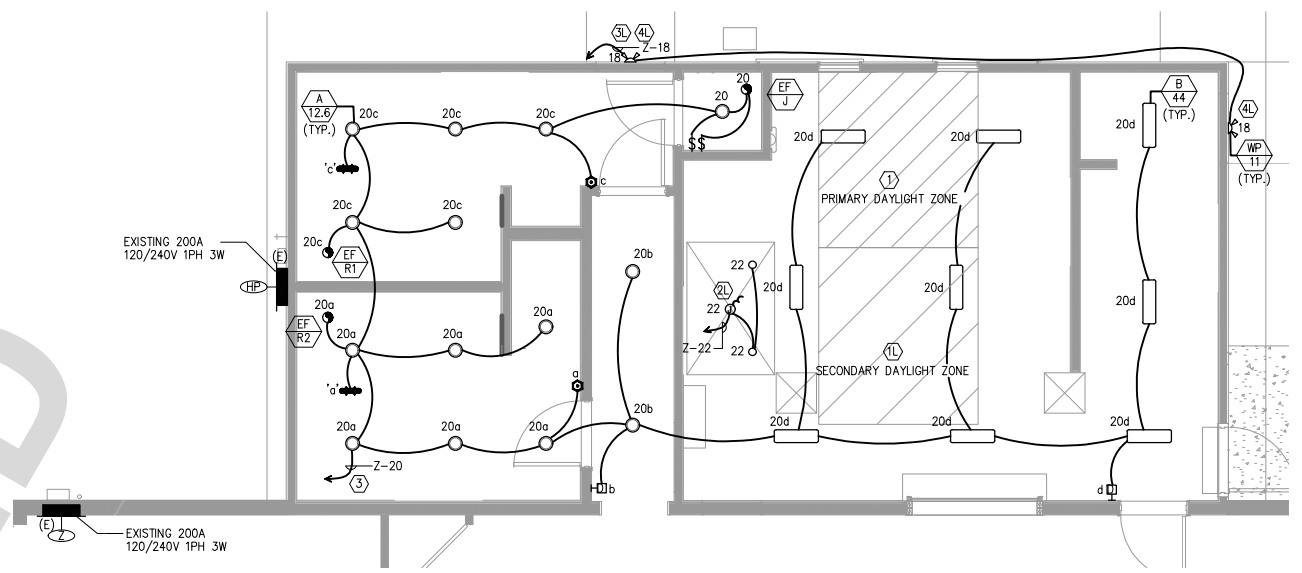 3L 4L
Z-18
18
A
12.6
(TYP.)
20c
20c
20c
20
20
EF
J
20d
20d
B
44
(TYP.)
20d
4L
18
WP
11
(TYP.)
'c'
$$
c
1
PRIMARY DAYLIGHT ZONE
20c
20c
20c
EF
R1
EXISTING 200A
120/240V 1PH 3W
(E)
HP
20b
22
2L
22
22
Z-22
20d
20d
20d
20a
EF
R2
20a
20a
20a
'a'
a
1L
SECONDARY DAYLIGHT ZONE
20a
20a
20a
20b
20d
20d
20d
Z-20
3
b
d
(E)
Z
EXISTING 200A
120/240V 1PH 3W
D